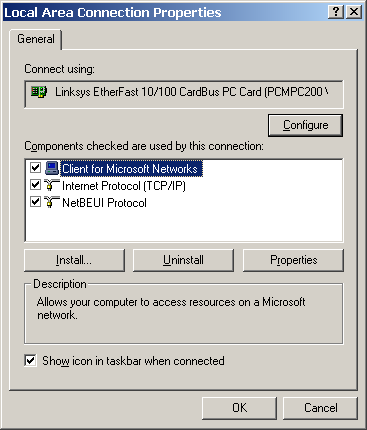 Local Area Connection Properties
General
Connect using:
Linksys EtherFast 10/100 CardBus PC Card (PCMPC200 \
Configure
Components checked are used by this connection:
Client for Microsoft Networks
Internet Protocol (TCP/IP)
NetBEUI Protocol
Install... Uninstall Properties
Description
Allows your computer to access resources on a Microsoft
network.
Show icon in taskbar when connected
OK Cancel